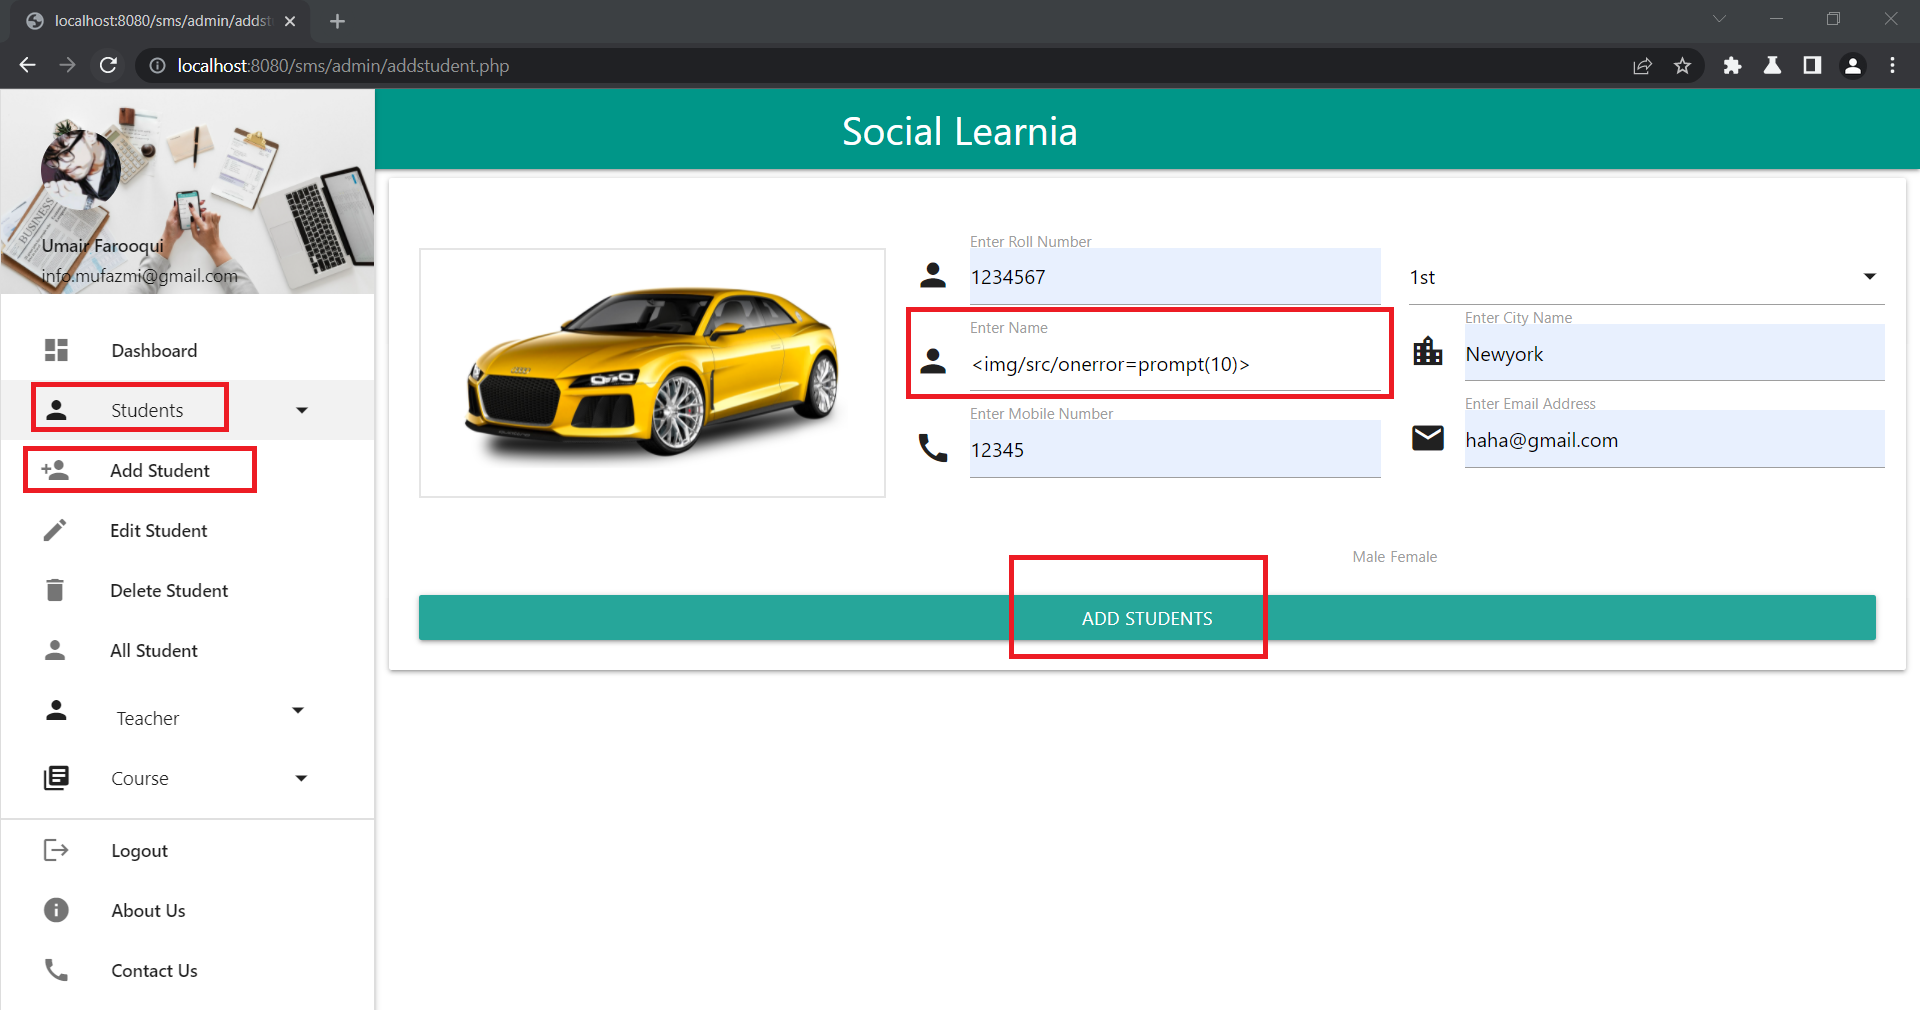 localhost:8080/sms/admin/addst
localhost:8080/sms/admin/addstudent.php
BUSINESS
Umair Farooqui
info.mufazmi@gmail.com
Dashboard
Students
Add Student
Edit Student
Delete Student
All Student
Teacher
Course
Logout
About Us
Contact Us
Social Learnia
Enter Roll Number
1234567
1st
Enter Name
<img/src/onerror=prompt(10)>
Enter City Name
Newyork
Enter Mobile Number
12345
Enter Email Address
haha@gmail.com
Male Female
ADD STUDENTS